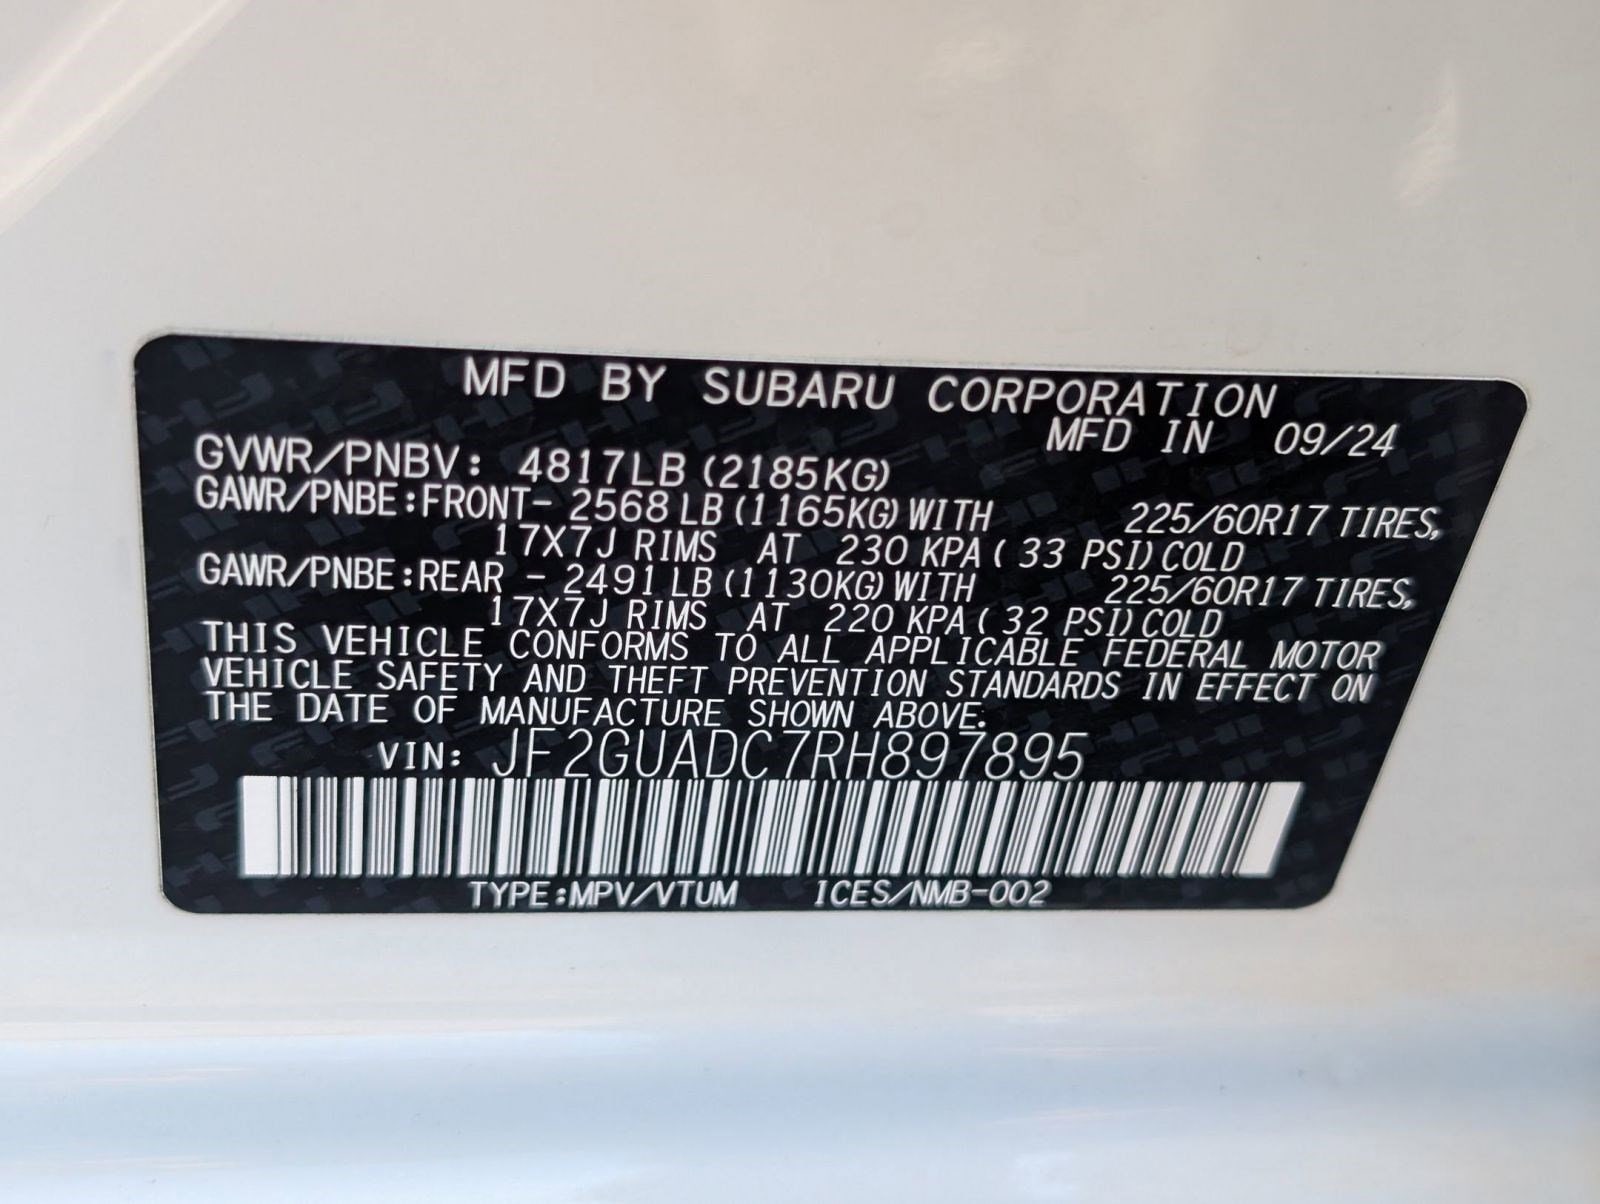 MFD BY SUBARU CORPORATION
MFD IN 09/24
GVWR/PNBV: 4817LB (2185KG)
GAWR/PNBE:FRONT- 2568 LB (1165KG) WITH 225/60R17 TIRES,
17X7J RIMS AT 230 KPA ( 33 PSI) COLD
GAWR/PNBE:REAR - 2491 LB (1130KG) WITH 225/60R17 TIRES,
17X7J RIMS AT 220 KPA ( 32 PSI) COLD
THIS VEHICLE CONFORMS TO ALL APPLICABLE FEDERAL MOTOR
VEHICLE SAFETY AND THEFT PREVENTION STANDARDS IN EFFECT ON
THE DATE OF MANUFACTURE SHOWN ABOVE.
VIN: JF2GUADC7RH897895
TYPE:MPV/VTUM ICES/NMB-002